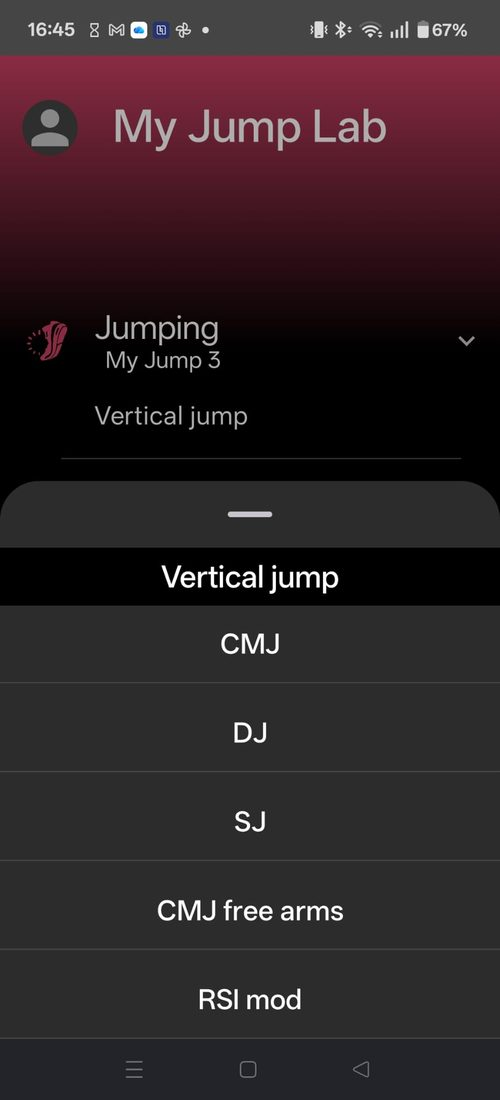 16:45 67%
My Jump Lab
Jumping
My Jump 3
Vertical jump
Vertical jump
CMJ
DJ
SJ
CMJ free arms
RSI mod